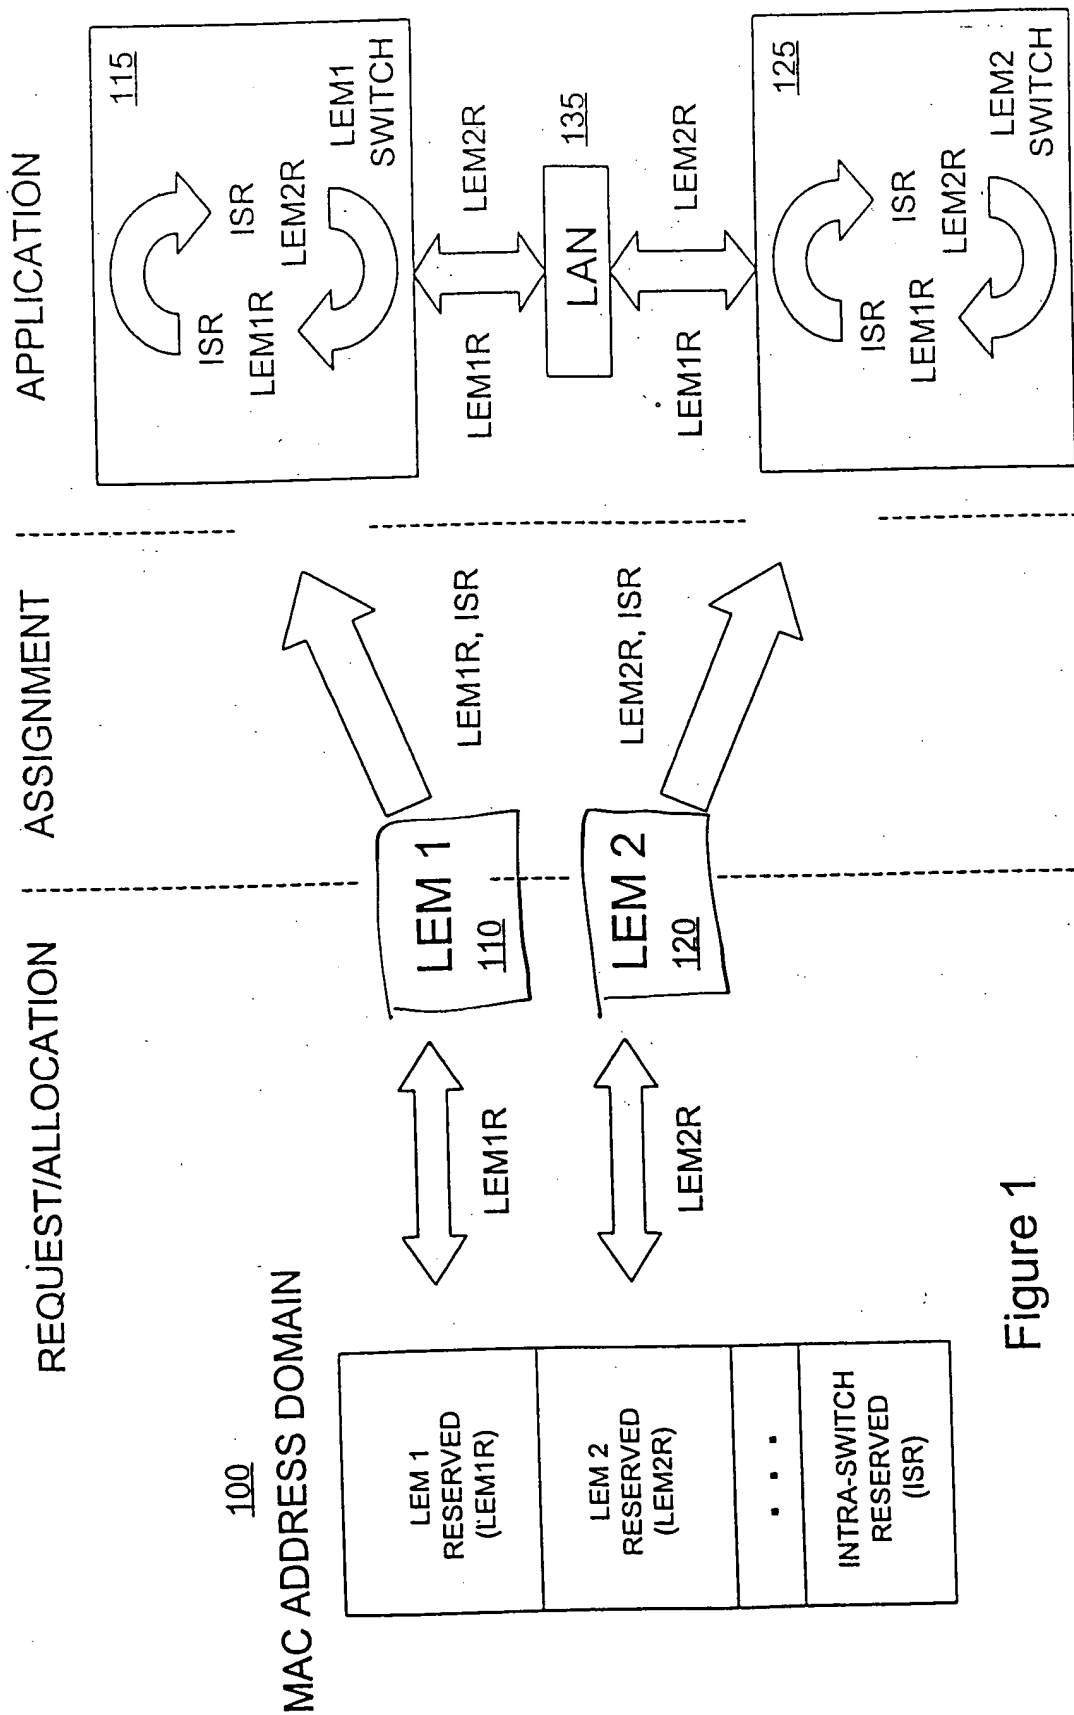 REQUEST/ALLOCATION
ASSIGNMENT
APPLICATION
100
MAC ADDRESS DOMAIN
LEM 1
RESERVED
(LEM1R)
LEM 2
RESERVED
(LEM2R)
. . .
INTRA-SWITCH
RESERVED
(ISR)
LEM1R
LEM2R
LEM 1
110
LEM 2
120
LEM1R, ISR
LEM2R, ISR
115
ISR
ISR
LEM1R
LEM2R
LEM1
SWITCH
LEM1R
LEM2R
LAN
135
LEM1R
LEM2R
125
ISR
ISR
LEM1R
LEM2R
LEM2
SWITCH
Figure 1